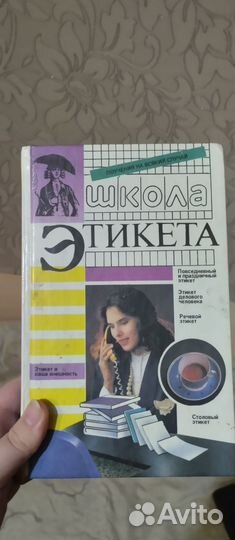 ПОУЧЕНИЯ НА ВСЯКИЙ СЛУЧАЙ
ШКОЛА
ЭТИКЕТА
Повседневный
и праздничный
этикет
Этикет
делового
человека
Речевой
этикет
Этикет и
ваша внешность
Столовый
этикет
Avito